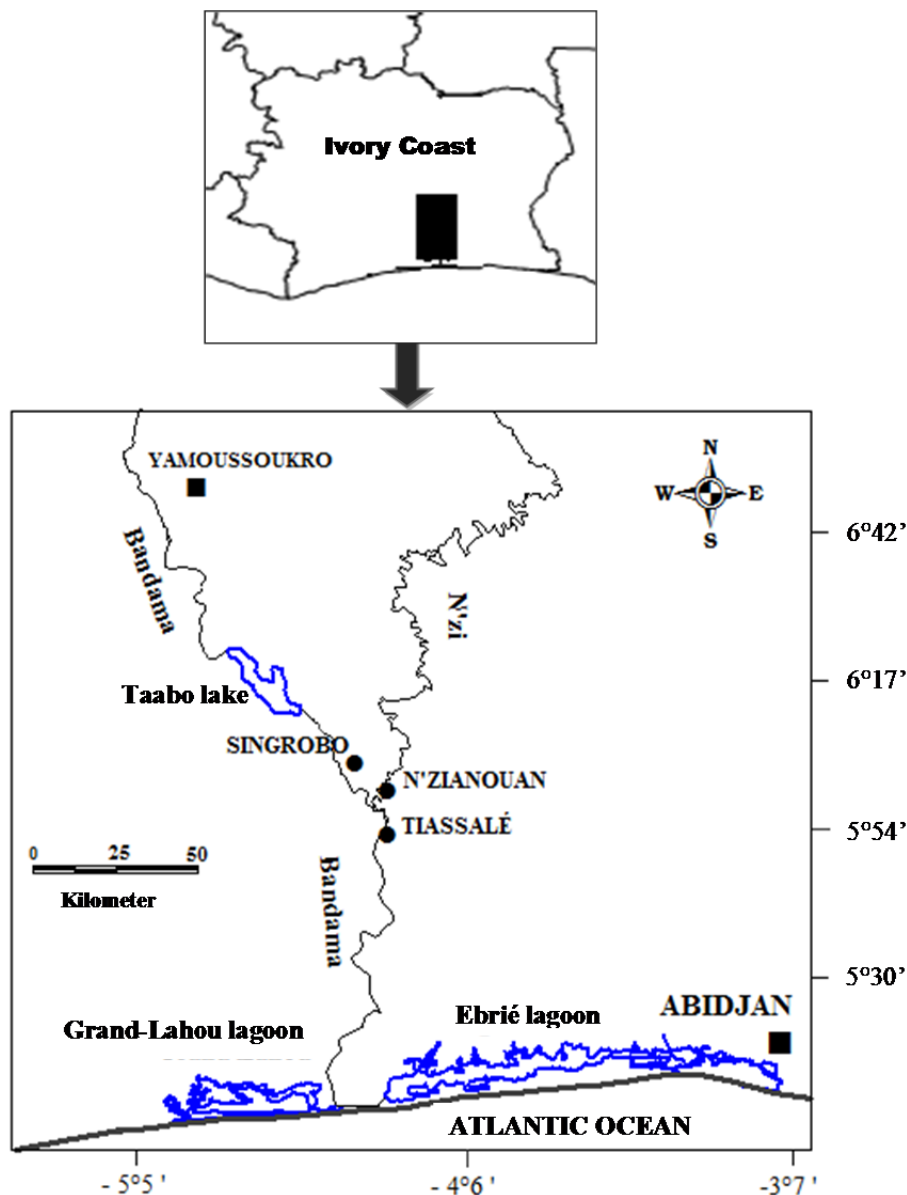 Ivory Coast
YAMOUSSOUKRO
N
W E
S
6°42’
Bandama
N'zi
Taabo lake
6°17’
SINGROBO
N'ZIANOUAN
TIASSALÉ
5°54’
0 25 50
Kilometer
Bandama
5°30’
ABIDJAN
Grand-Lahou lagoon
Ebrié lagoon
ATLANTIC OCEAN
- 5°5 '
- 4°6 '
-3°7 '